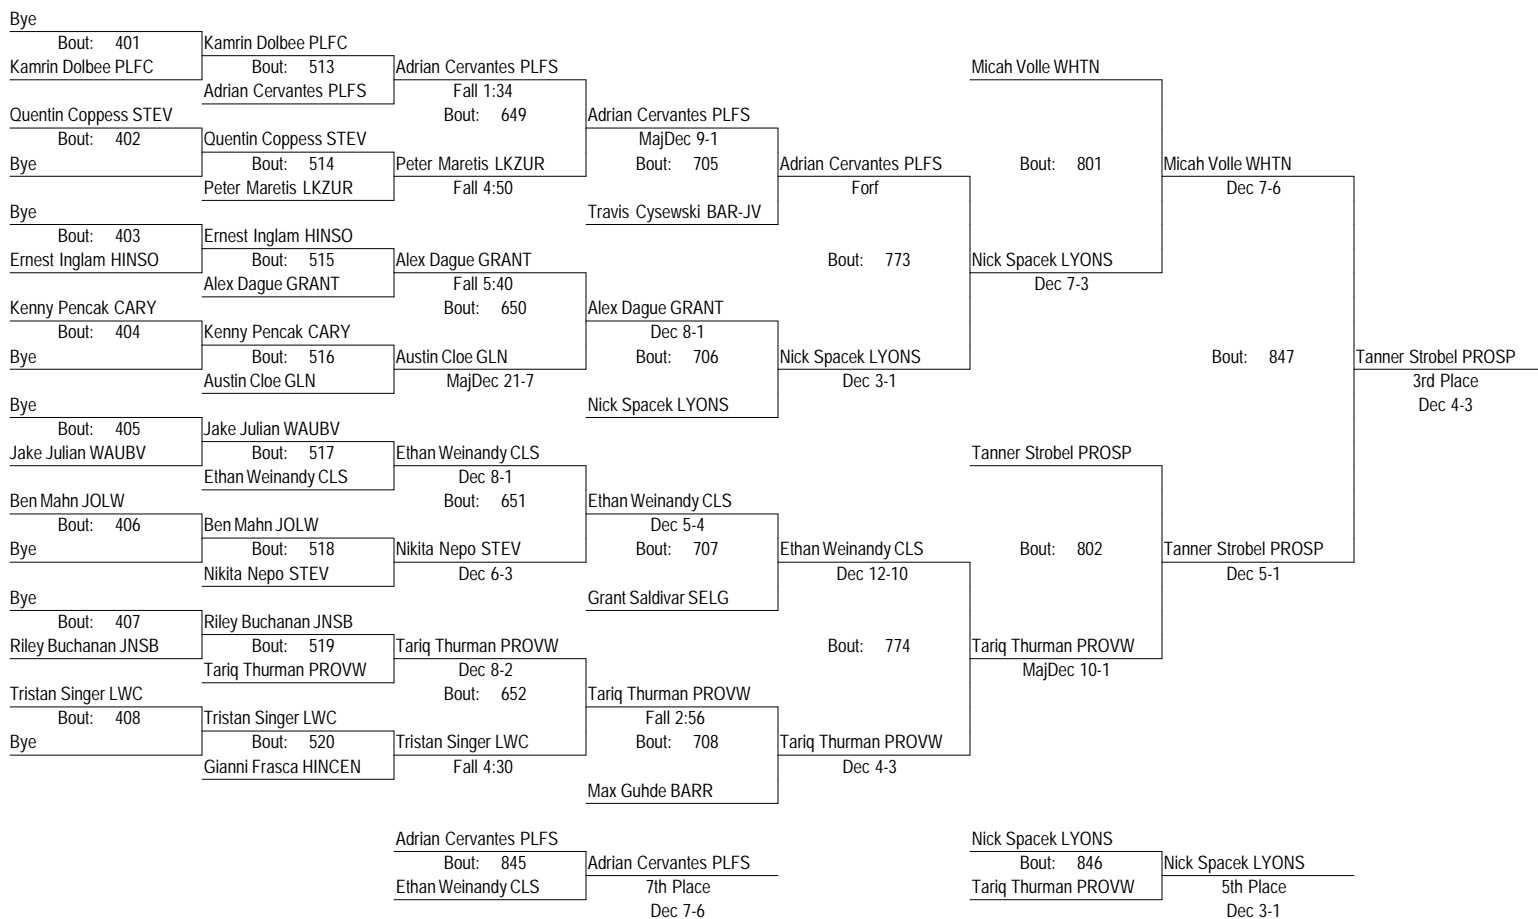 Bye
Bout: 401 Kamrin Dolbee PLFC
Kamrin Dolbee PLFC Bout: 513 Adrian Cervantes PLFS Micah Volle WHTN
Adrian Cervantes PLFS Fall 1:34
Quentin Coppess STEV Bout: 649 Adrian Cervantes PLFS
Bout: 402 Quentin Coppess STEV MajDec 9-1
Bye Bout: 514 Peter Maretis LKZUR Bout: 705 Adrian Cervantes PLFS Bout: 801 Micah Volle WHTN
Peter Maretis LKZUR Fall 4:50 Forf Dec 7-6
Bye Travis Cysewski BAR-JV
Bout: 403 Ernest Inglam HINSO
Ernest Inglam HINSO Bout: 515 Alex Dague GRANT Bout: 773 Nick Spacek LYONS
Alex Dague GRANT Fall 5:40 Dec 7-3
Kenny Pencak CARY Bout: 650 Alex Dague GRANT
Bout: 404 Kenny Pencak CARY Dec 8-1
Bye Bout: 516 Austin Cloe GLN Bout: 706 Nick Spacek LYONS Bout: 847 Tanner Strobel PROSP
Austin Cloe GLN MajDec 21-7 Dec 3-1 3rd Place
Bye Nick Spacek LYONS Dec 4-3
Bout: 405 Jake Julian WAUBV
Jake Julian WAUBV Bout: 517 Ethan Weinandy CLS Tanner Strobel PROSP
Ethan Weinandy CLS Dec 8-1
Ben Mahn JOLW Bout: 651 Ethan Weinandy CLS
Bout: 406 Ben Mahn JOLW Dec 5-4
Bye Bout: 518 Nikita Nepo STEV Bout: 707 Ethan Weinandy CLS Bout: 802 Tanner Strobel PROSP
Nikita Nepo STEV Dec 6-3 Dec 12-10 Dec 5-1
Bye Grant Saldivar SELG
Bout: 407 Riley Buchanan JNSB
Riley Buchanan JNSB Bout: 519 Tariq Thurman PROVW Bout: 774 Tariq Thurman PROVW
Tariq Thurman PROVW Dec 8-2 MajDec 10-1
Tristan Singer LWC Bout: 652 Tariq Thurman PROVW
Bout: 408 Tristan Singer LWC Fall 2:56
Bye Bout: 520 Tristan Singer LWC Bout: 708 Tariq Thurman PROVW
Gianni Frasca HINCEN Fall 4:30 Dec 4-3
Max Guhde BARR
Adrian Cervantes PLFS Nick Spacek LYONS
Bout: 845 Adrian Cervantes PLFS Bout: 846 Nick Spacek LYONS
Ethan Weinandy CLS 7th Place Tariq Thurman PROVW 5th Place
Dec 7-6 Dec 3-1